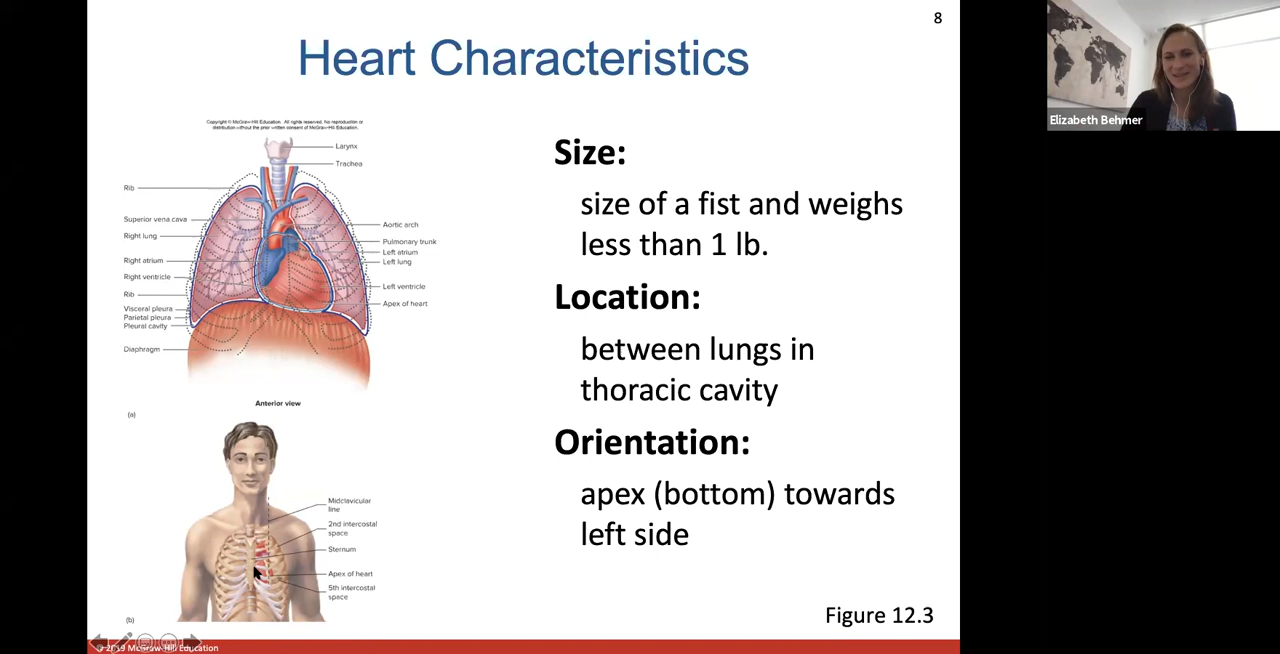 8
Heart Characteristics
Elizabeth Behmer
Copyright © McGraw-Hill Education. All rights reserved. No reproduction or
distribution without the prior written consent of McGraw-Hill Education.
Larynx
Trachea
Rib
Superior vena cava
Right lung
Right atrium
Right ventricle
Rib
Visceral pleura
Parietal pleura
Pleural cavity
Diaphragm
Aortic arch
Pulmonary trunk
Left atrium
Left lung
Left ventricle
Apex of heart
Anterior view
(a)
Midclavicular
line
2nd intercostal
space
Sternum
Apex of heart
5th intercostal
space
(b)
Size:
size of a fist and weighs
less than 1 lb.
Location:
between lungs in
thoracic cavity
Orientation:
apex (bottom) towards
left side
Figure 12.3
© 2019 McGraw-Hill Education